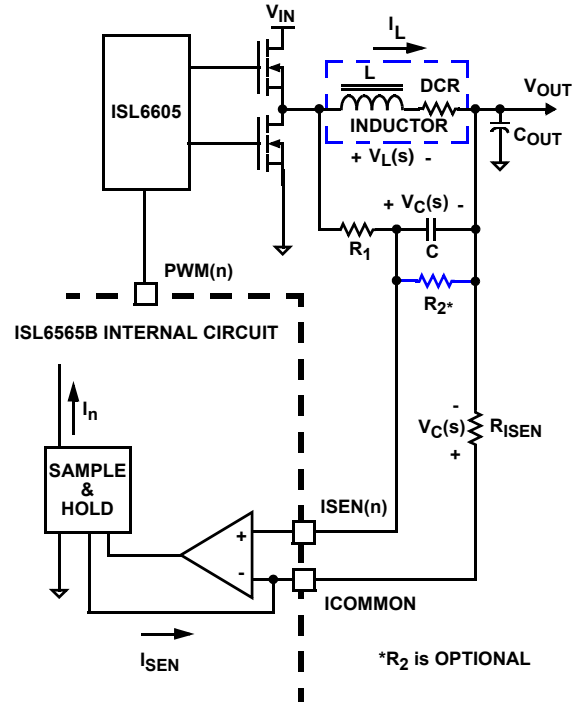 V_IN
I_L
L
DCR
V_OUT
ISL6605
INDUCTOR
C_OUT
+ V_L(s) -
+ V_C(s) -
R_1
C
PWM(n)
R_2*
ISL6565B INTERNAL CIRCUIT
I_n
-
V_C(s)
+
R_ISEN
SAMPLE
&
HOLD
ISEN(n)
+
-
ICOMMON
I_SEN
*R_2 is OPTIONAL